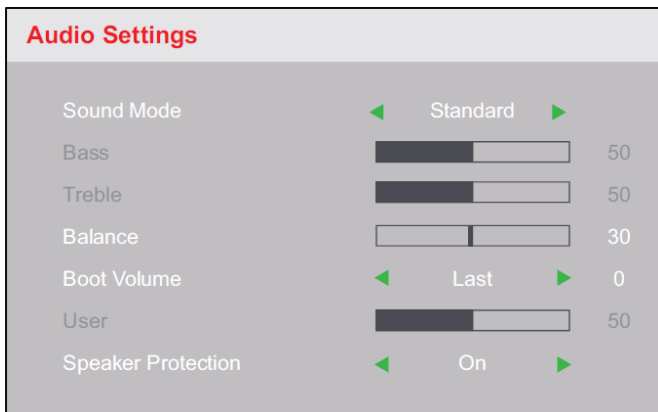 Audio Settings
Sound Mode Standard
Bass 50
Treble 50
Balance 30
Boot Volume Last 0
User 50
Speaker Protection On